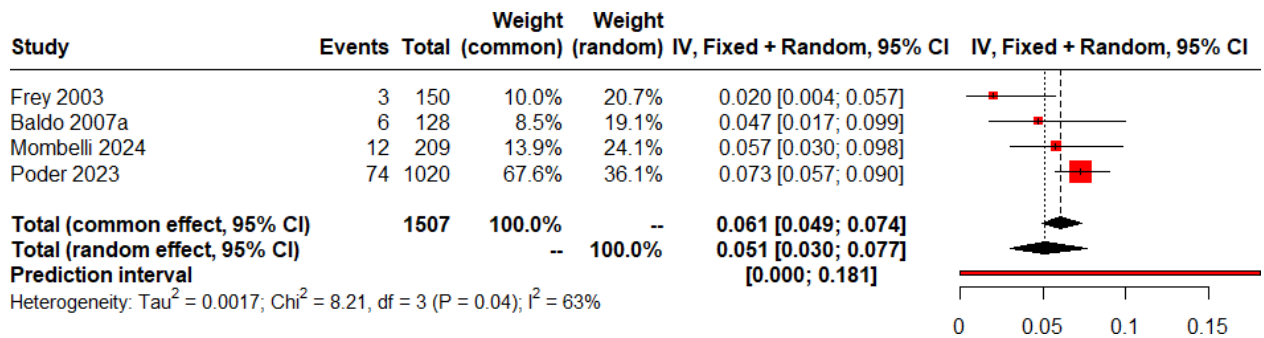 Weight Weight
Study Events Total (common) (random) IV, Fixed + Random, 95% CI IV, Fixed + Random, 95% CI
Frey 2003 3 150 10.0% 20.7% 0.020 [0.004; 0.057]
Baldo 2007a 6 128 8.5% 19.1% 0.047 [0.017; 0.099]
Mombelli 2024 12 209 13.9% 24.1% 0.057 [0.030; 0.098]
Poder 2023 74 1020 67.6% 36.1% 0.073 [0.057; 0.090]
Total (common effect, 95% CI) 1507 100.0% -- 0.061 [0.049; 0.074]
Total (random effect, 95% CI) -- 100.0% 0.051 [0.030; 0.077]
Prediction interval [0.000; 0.181]
Heterogeneity: Tau² = 0.0017; Chi² = 8.21, df = 3 (P = 0.04); I² = 63%
0 0.05 0.1 0.15